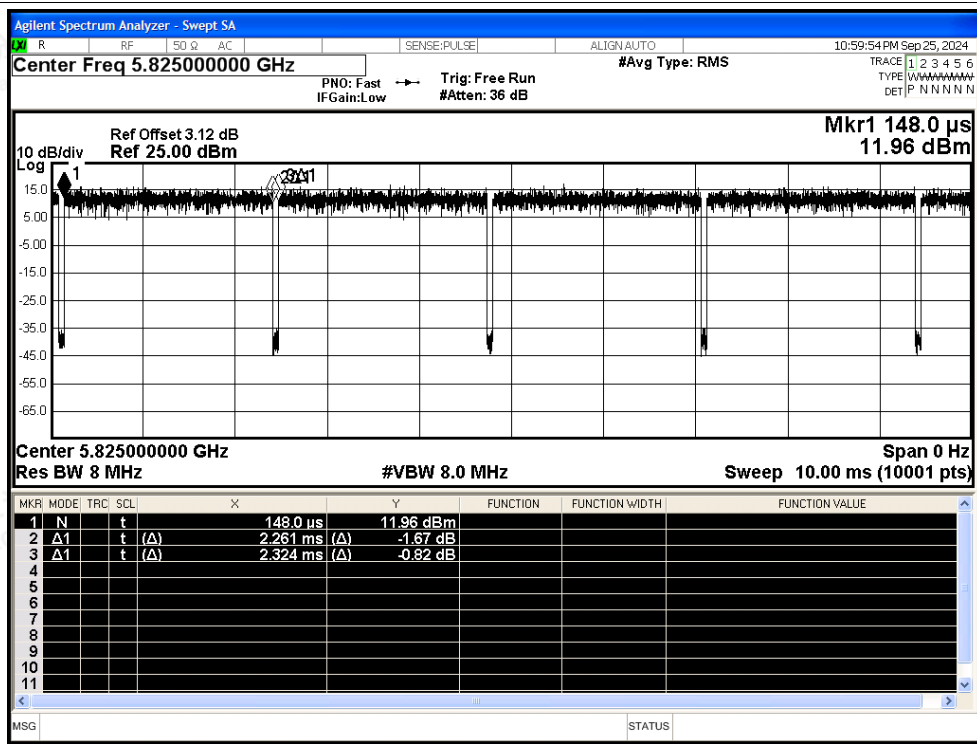 Agilent Spectrum Analyzer - Swept SA
LXI R RF 50 Ω AC SENSE:PULSE ALIGN AUTO 10:59:54 PM Sep 25, 2024
Center Freq 5.825000000 GHz #Avg Type: RMS TRACE 1 2 3 4 5 6
PNO: Fast Trig: Free Run TYPE
IFGain:Low #Atten: 36 dB DET P N N N N N
Ref Offset 3.12 dB Mkr1 148.0 µs
10 dB/div Ref 25.00 dBm 11.96 dBm
Log
1
15.0
5.00
-5.00
-15.0
-25.0
-35.0
-45.0
-55.0
-65.0
Center 5.825000000 GHz Span 0 Hz
Res BW 8 MHz #VBW 8.0 MHz Sweep 10.00 ms (10001 pts)
MKR MODE TRC SCL X Y FUNCTION FUNCTION WIDTH FUNCTION VALUE
1 N t 148.0 µs 11.96 dBm
2 Δ1 t (Δ) 2.261 ms (Δ) -1.67 dB
3 Δ1 t (Δ) 2.324 ms (Δ) -0.82 dB
4
5
6
7
8
9
10
11
MSG STATUS